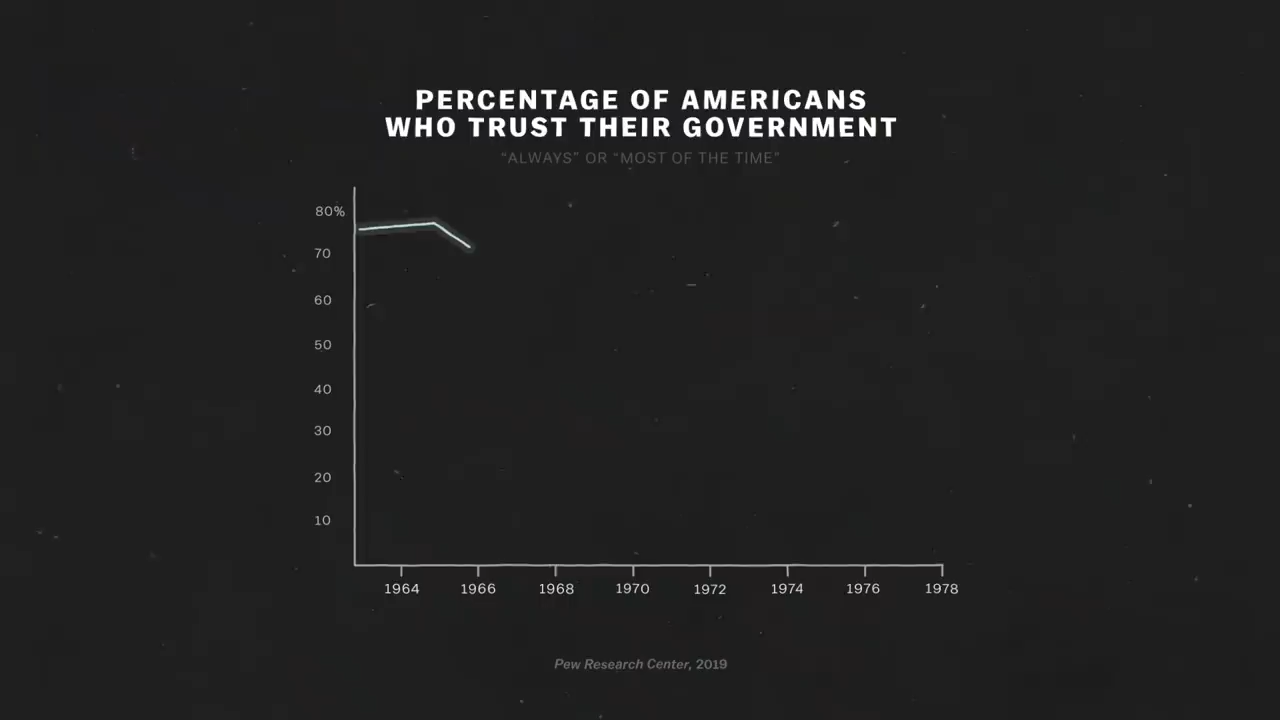 PERCENTAGE OF AMERICANS
WHO TRUST THEIR GOVERNMENT
“ALWAYS” OR “MOST OF THE TIME”
80%
70
60
50
40
30
20
10
1964 1966 1968 1970 1972 1974 1976 1978
Pew Research Center, 2019